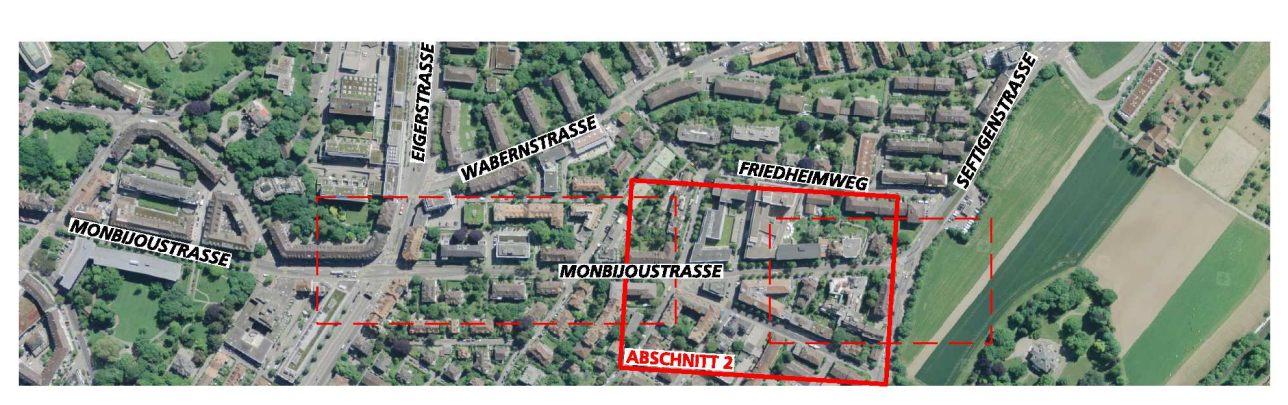 EIGERSTRASSE
WABERNSTRASSE
SEFTIGENSTRASSE
FRIEDHEIMWEG
MONBIJOUSTRASSE
MONBIJOUSTRASSE
ABSCHNITT 2